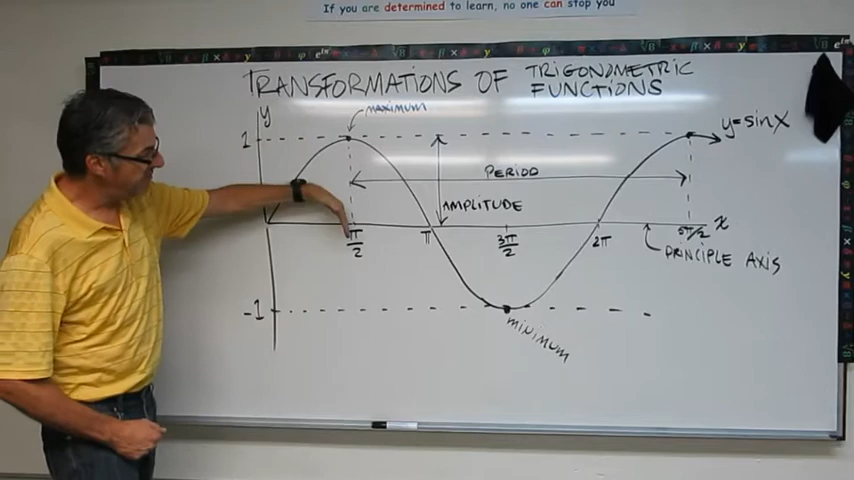 If you are determined to learn, no one can stop you
TRANSFORMATIONS OF TRIGONOMETRIC FUNCTIONS
y
MAXIMUM
1
y=sinx
PERIOD
AMPLITUDE
π/2
π
3π/2
2π
5π/2
x
PRINCIPLE AXIS
-1
MINIMUM